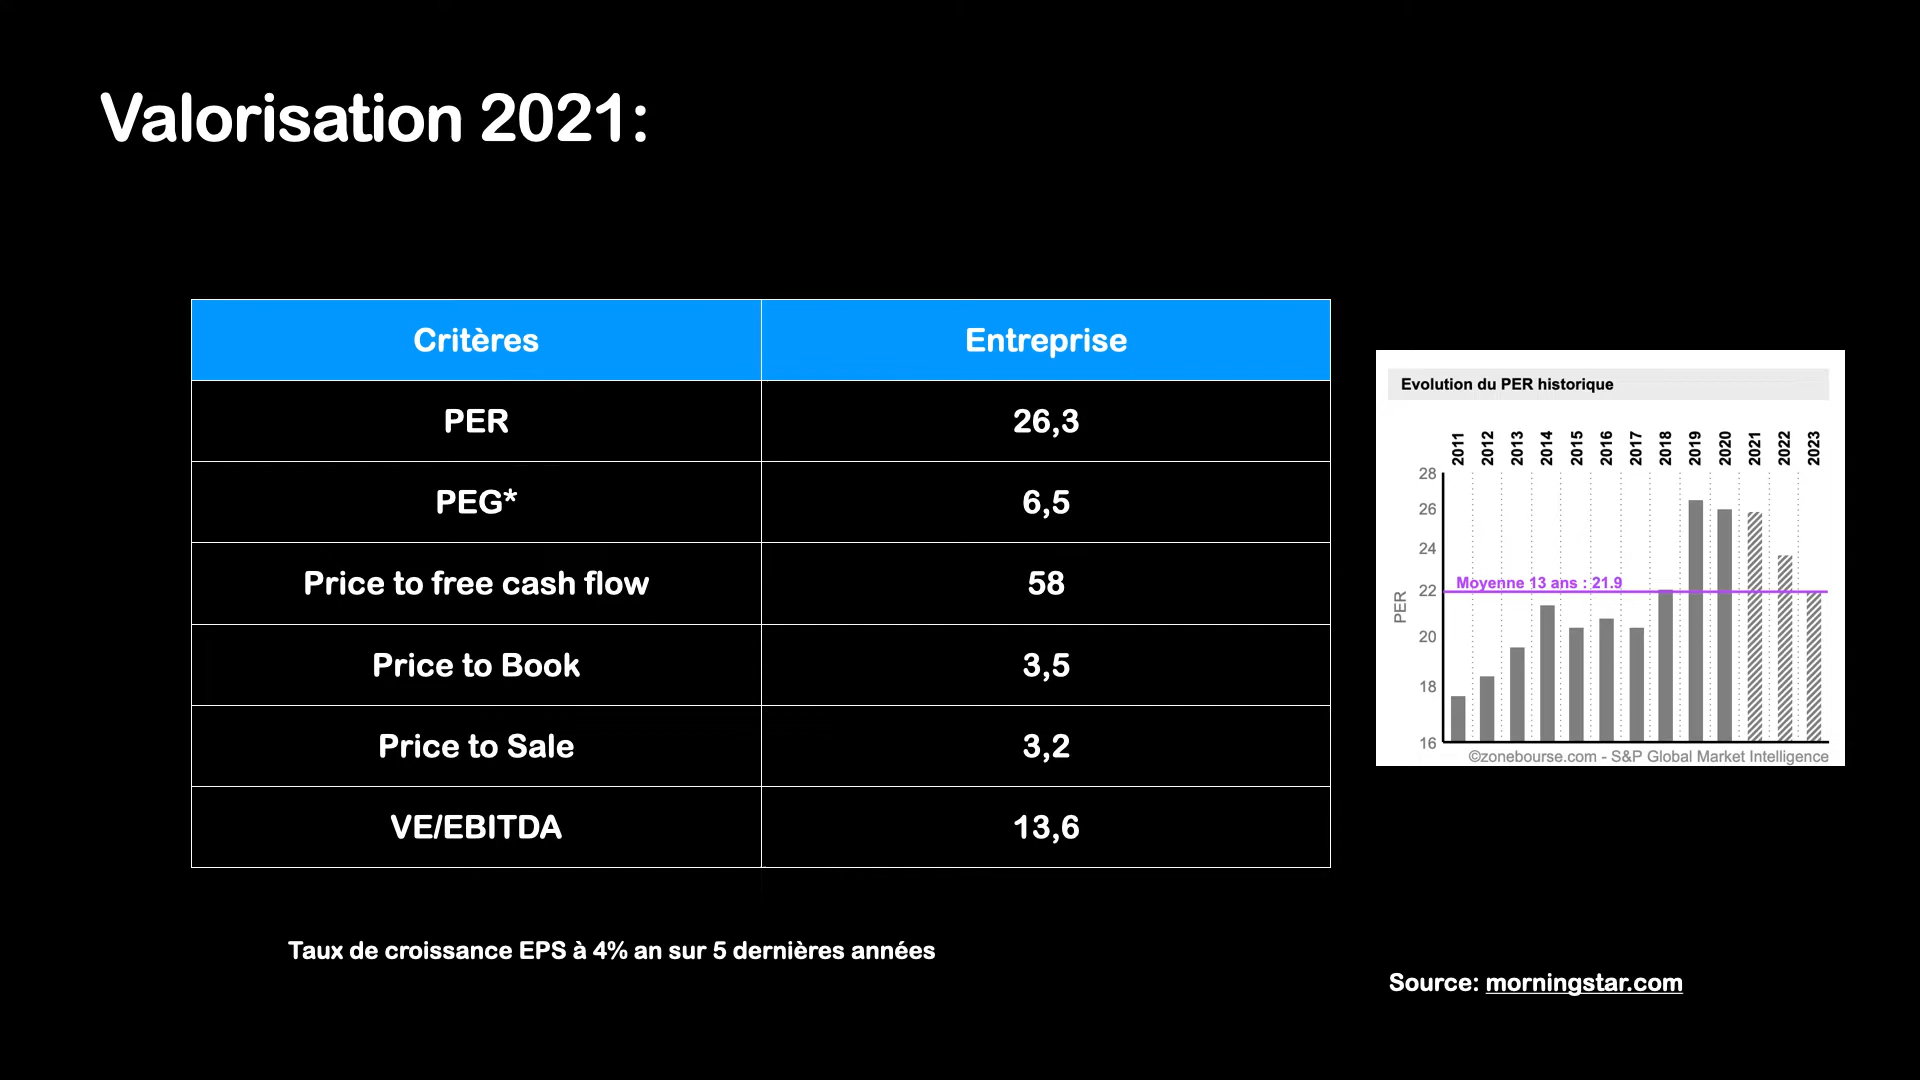 Valorisation 2021:
Critères Entreprise
PER 26,3
PEG* 6,5
Price to free cash flow 58
Price to Book 3,5
Price to Sale 3,2
VE/EBITDA 13,6
Evolution du PER historique
2011 2012 2013 2014 2015 2016 2017 2018 2019 2020 2021 2022 2023
28
26
24
Moyenne 13 ans : 21.9
22
PER
20
18
16
©zonebourse.com - S&P Global Market Intelligence
Taux de croissance EPS à 4% an sur 5 dernières années
Source: morningstar.com